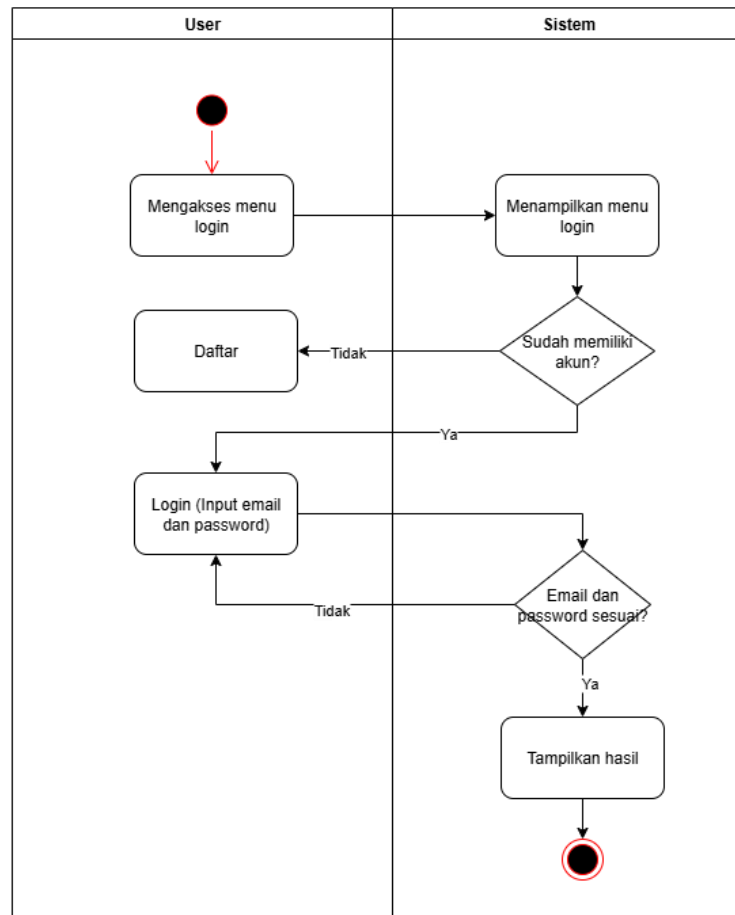 User
Sistem
Mengakses menu
login
Menampilkan menu
login
Daftar
Tidak
Sudah memiliki
akun?
Ya
Login (Input email
dan password)
Tidak
Email dan
password sesuai?
Ya
Tampilkan hasil